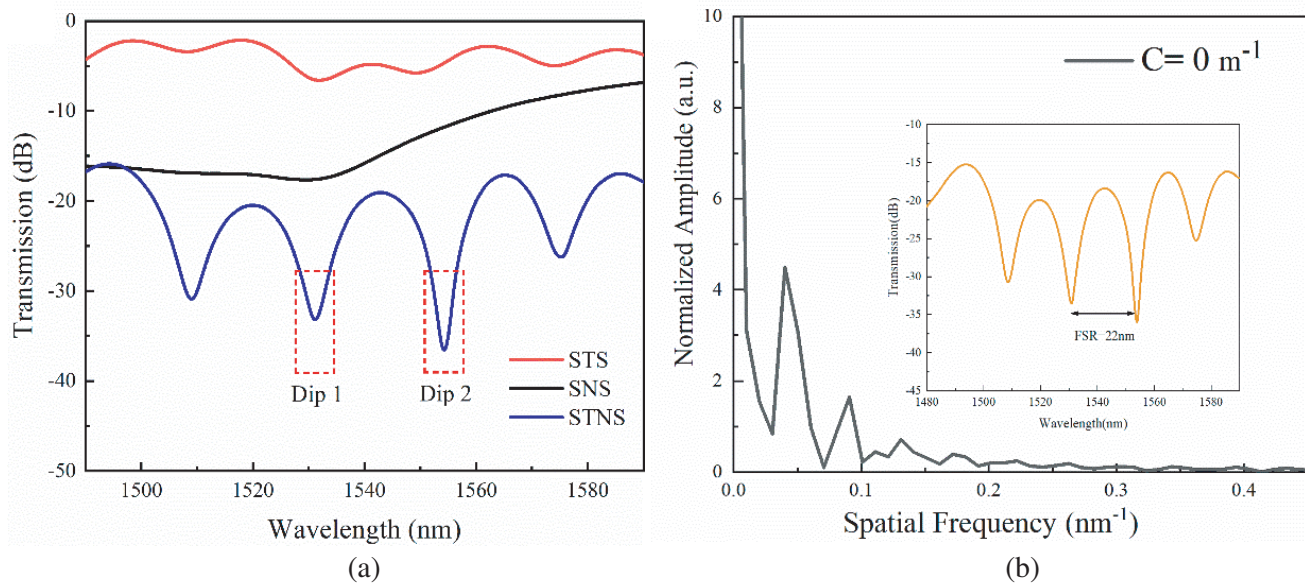 0
-10
-20
-30
-40
-50
Transmission (dB)
1500
1520
1540
1560
1580
Wavelength (nm)
Dip 1
Dip 2
STS
SNS
STNS
(a)
10
8
6
4
2
0
Normalized Amplitude (a.u.)
0.0
0.1
0.2
0.3
0.4
Spatial Frequency (nm-1)
C= 0 m-1
-10
-15
-20
-25
-30
-35
-40
-45
Transmission(dB)
1480
1500
1520
1540
1560
1580
Wavelength(nm)
FSR=22nm
(b)